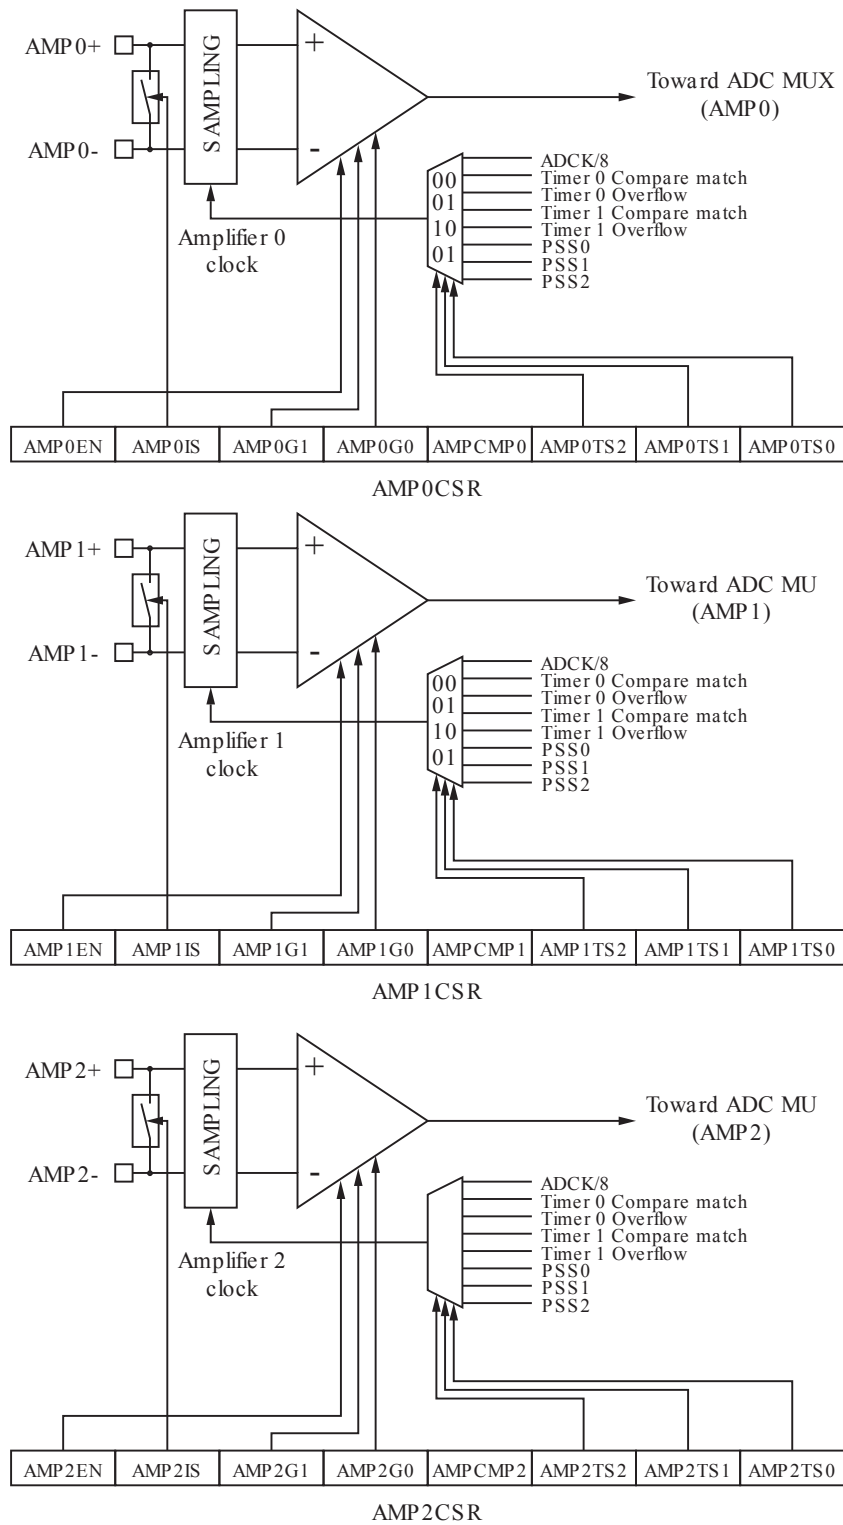 AMP0+
SAMPLING
+
Toward ADC MUX
(AMP0)
AMP0-
-
ADCK/8
00
Timer 0 Compare match
Timer 0 Overflow
01
Timer 1 Compare match
10
Timer 1 Overflow
Amplifier 0
clock
PSS0
01
PSS1
PSS2
AMP0EN AMP0IS AMP0G1 AMP0G0 AMPCMP0 AMP0TS2 AMP0TS1 AMP0TS0
AMP0CSR
AMP1+
SAMPLING
+
Toward ADC MU
(AMP1)
AMP1-
-
ADCK/8
00
Timer 0 Compare match
Timer 0 Overflow
01
Timer 1 Compare match
10
Timer 1 Overflow
Amplifier 1
clock
PSS0
01
PSS1
PSS2
AMP1EN AMP1IS AMP1G1 AMP1G0 AMPCMP1 AMP1TS2 AMP1TS1 AMP1TS0
AMP1CSR
AMP2+
SAMPLING
+
Toward ADC MU
(AMP2)
AMP2-
-
ADCK/8
Timer 0 Compare match
Timer 0 Overflow
Timer 1 Compare match
Timer 1 Overflow
Amplifier 2
clock
PSS0
PSS1
PSS2
AMP2EN AMP2IS AMP2G1 AMP2G0 AMPCMP2 AMP2TS2 AMP2TS1 AMP2TS0
AMP2CSR